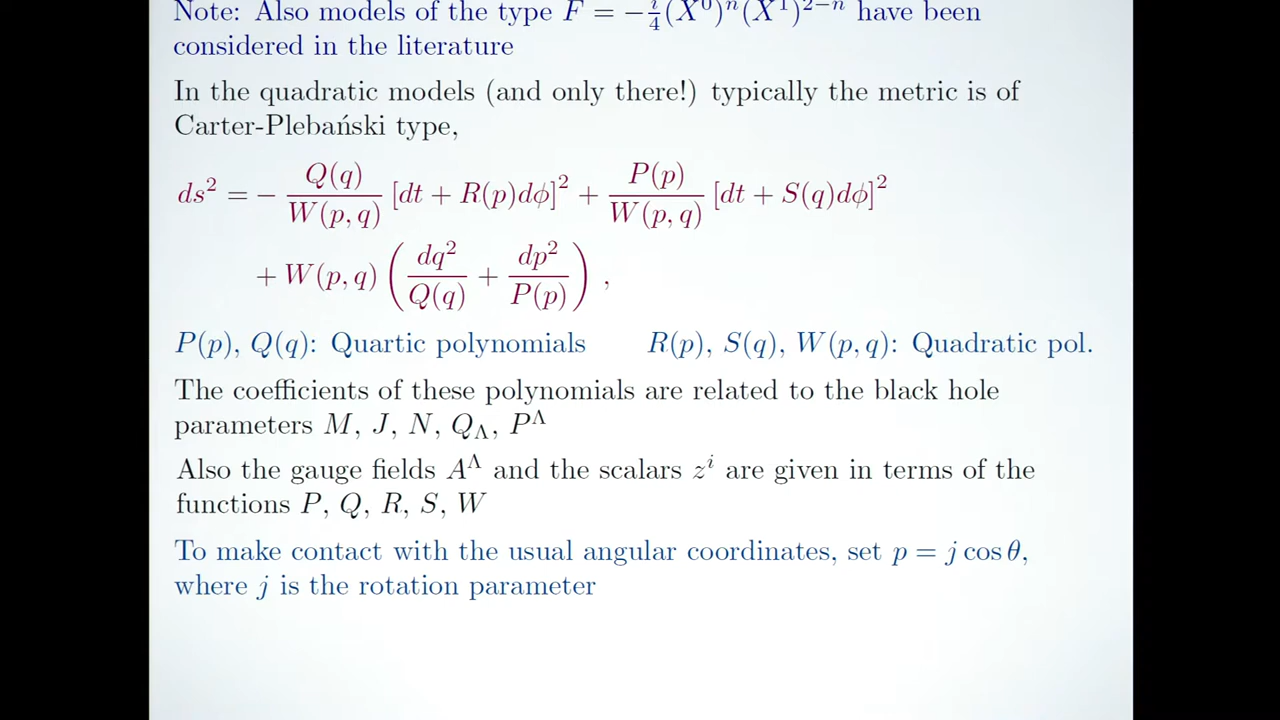 Note: Also models of the type F = −i/4(X⁰)ⁿ(X¹)²⁻ⁿ have been
considered in the literature
In the quadratic models (and only there!) typically the metric is of
Carter-Plebański type,
ds² = − Q(q)/W(p, q) [dt + R(p)dϕ]² + P(p)/W(p, q) [dt + S(q)dϕ]²
+ W(p, q) (dq²/Q(q) + dp²/P(p)) ,
P(p), Q(q): Quartic polynomials R(p), S(q), W(p, q): Quadratic pol.
The coefficients of these polynomials are related to the black hole
parameters M, J, N, Q_Λ, P^Λ
Also the gauge fields A^Λ and the scalars zⁱ are given in terms of the
functions P, Q, R, S, W
To make contact with the usual angular coordinates, set p = j cos θ,
where j is the rotation parameter